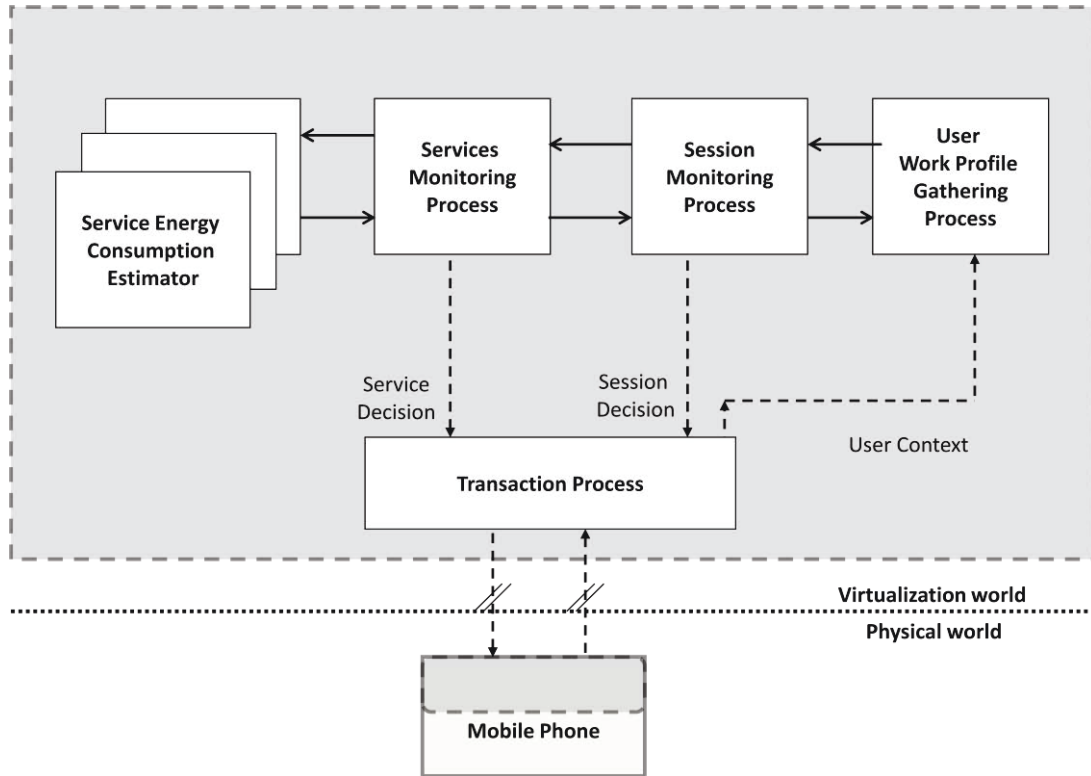 Service Energy
Consumption
Estimator
Services
Monitoring
Process
Session
Monitoring
Process
User
Work Profile
Gathering
Process
Service
Decision
Session
Decision
User Context
Transaction Process
Virtualization world
Physical world
Mobile Phone